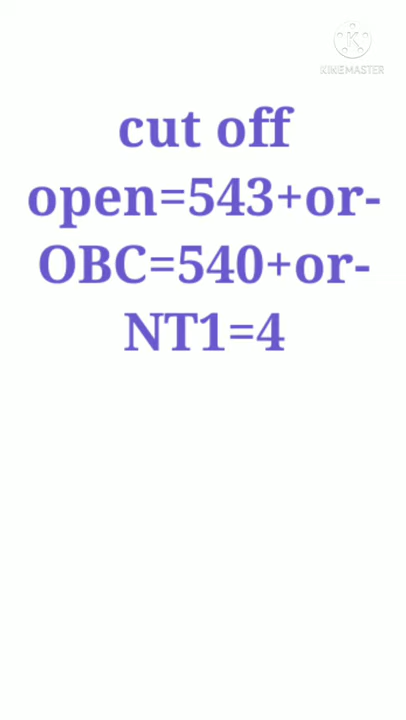 KINEMASTER
cut off
open=543+or-
OBC=540+or-
NT1=4